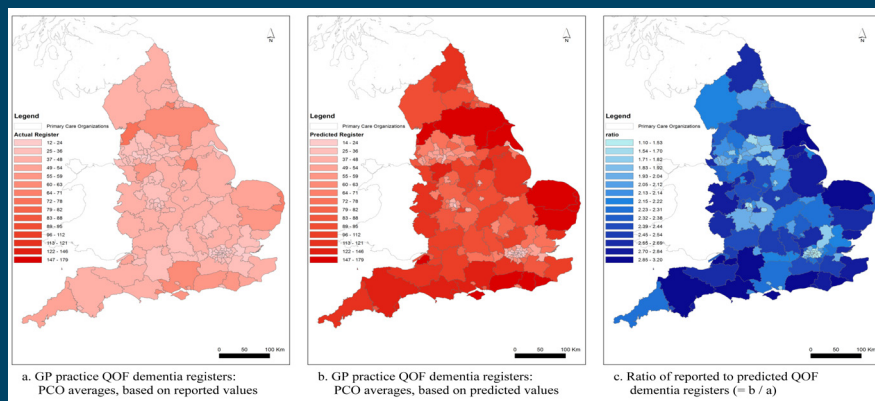 N
Legend
Primary Care Organizations
Actual Register
12 - 24
25 - 36
37 - 48
49 - 54
55 - 59
60 - 63
64 - 71
72 - 78
79 - 82
83 - 88
89 - 95
96 - 112
113 - 121
122 - 146
147 - 179
0 50 100 Km
a. GP practice QOF dementia registers:
PCO averages, based on reported values
N
Legend
Primary Care Organizations
Predicted Register
14 - 24
25 - 36
37 - 48
49 - 54
55 - 59
60 - 63
64 - 71
72 - 78
79 - 82
83 - 88
89 - 95
96 - 112
113 - 121
122 - 146
147 - 179
0 50 100 Km
b. GP practice QOF dementia registers:
PCO averages, based on predicted values
N
Legend
Primary Care Organizations
ratio
1.10 - 1.53
1.54 - 1.70
1.71 - 1.82
1.83 - 1.92
1.93 - 2.04
2.05 - 2.12
2.13 - 2.14
2.15 - 2.22
2.23 - 2.31
2.32 - 2.38
2.39 - 2.44
2.45 - 2.54
2.55 - 2.69
2.70 - 2.84
2.85 - 3.20
0 50 100 Km
c. Ratio of reported to predicted QOF
dementia registers (= b / a)